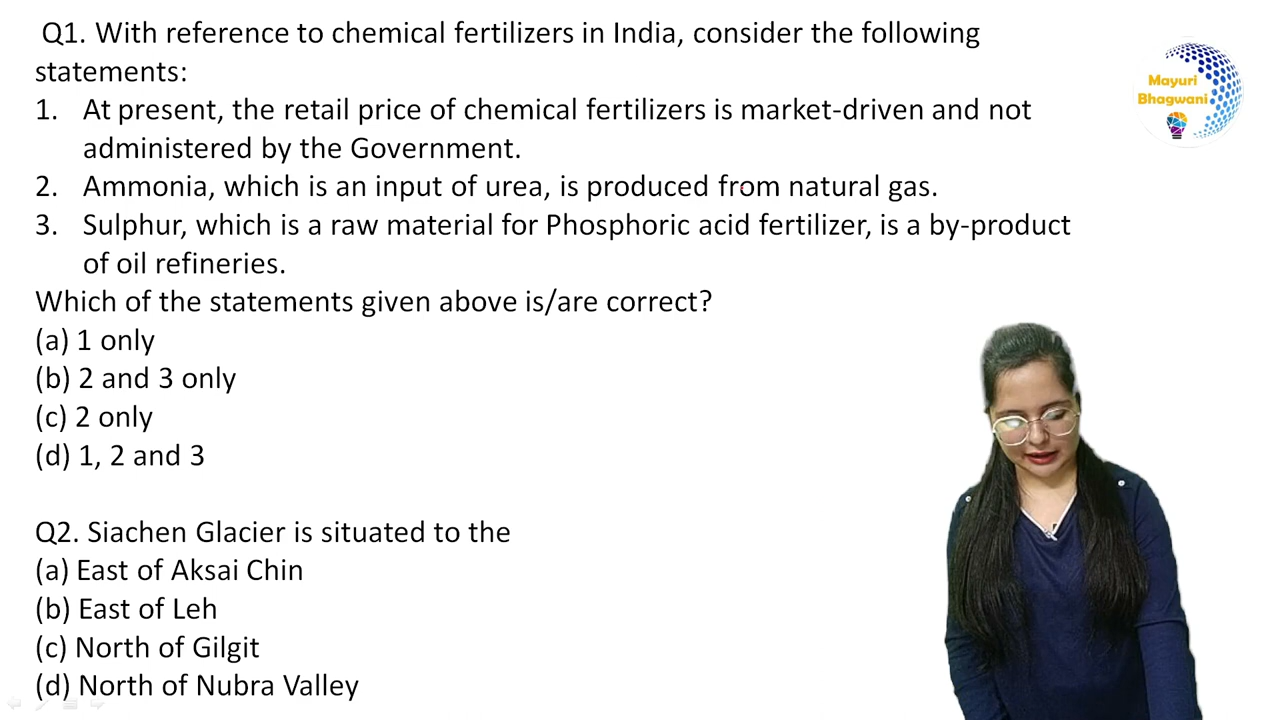 Q1. With reference to chemical fertilizers in India, consider the following
statements:
1. At present, the retail price of chemical fertilizers is market-driven and not
administered by the Government.
2. Ammonia, which is an input of urea, is produced from natural gas.
3. Sulphur, which is a raw material for Phosphoric acid fertilizer, is a by-product
of oil refineries.
Which of the statements given above is/are correct?
(a) 1 only
(b) 2 and 3 only
(c) 2 only
(d) 1, 2 and 3
Q2. Siachen Glacier is situated to the
(a) East of Aksai Chin
(b) East of Leh
(c) North of Gilgit
(d) North of Nubra Valley
Mayuri
Bhagwani